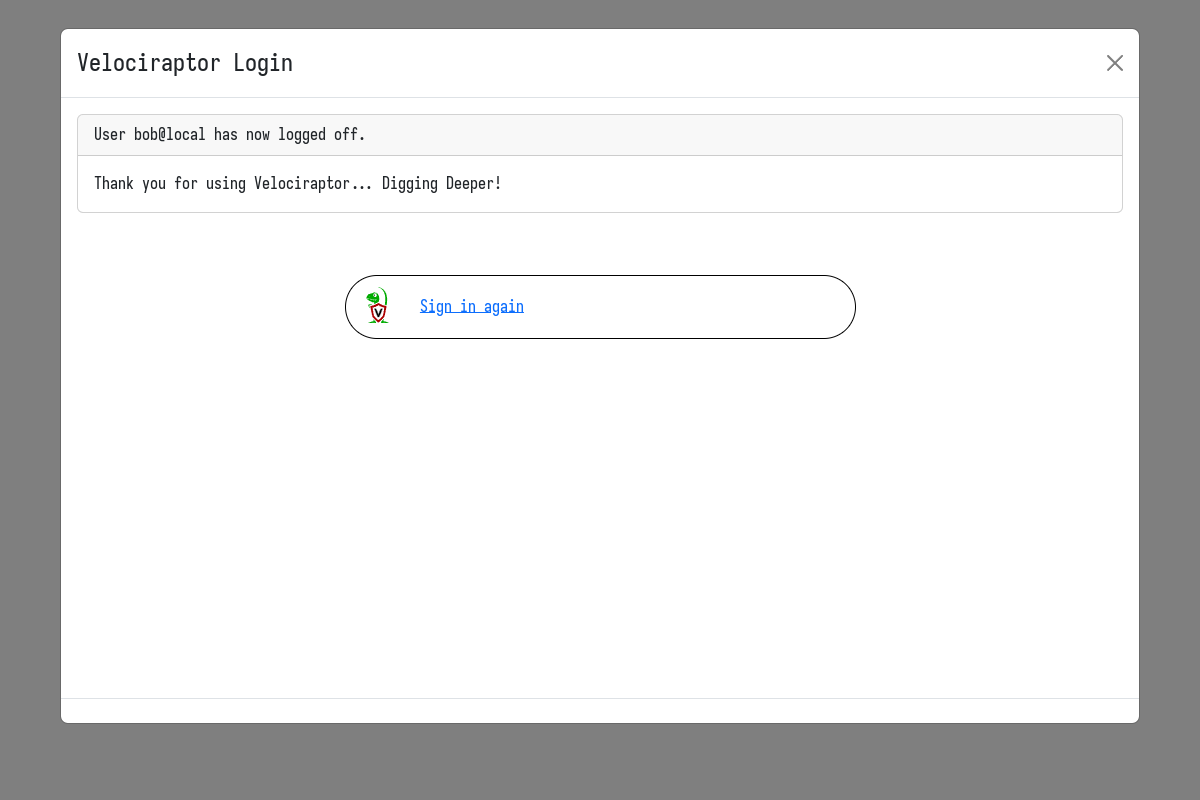 Velociraptor Login
User bob@local has now logged off.
Thank you for using Velociraptor... Digging Deeper!
V
Sign in again